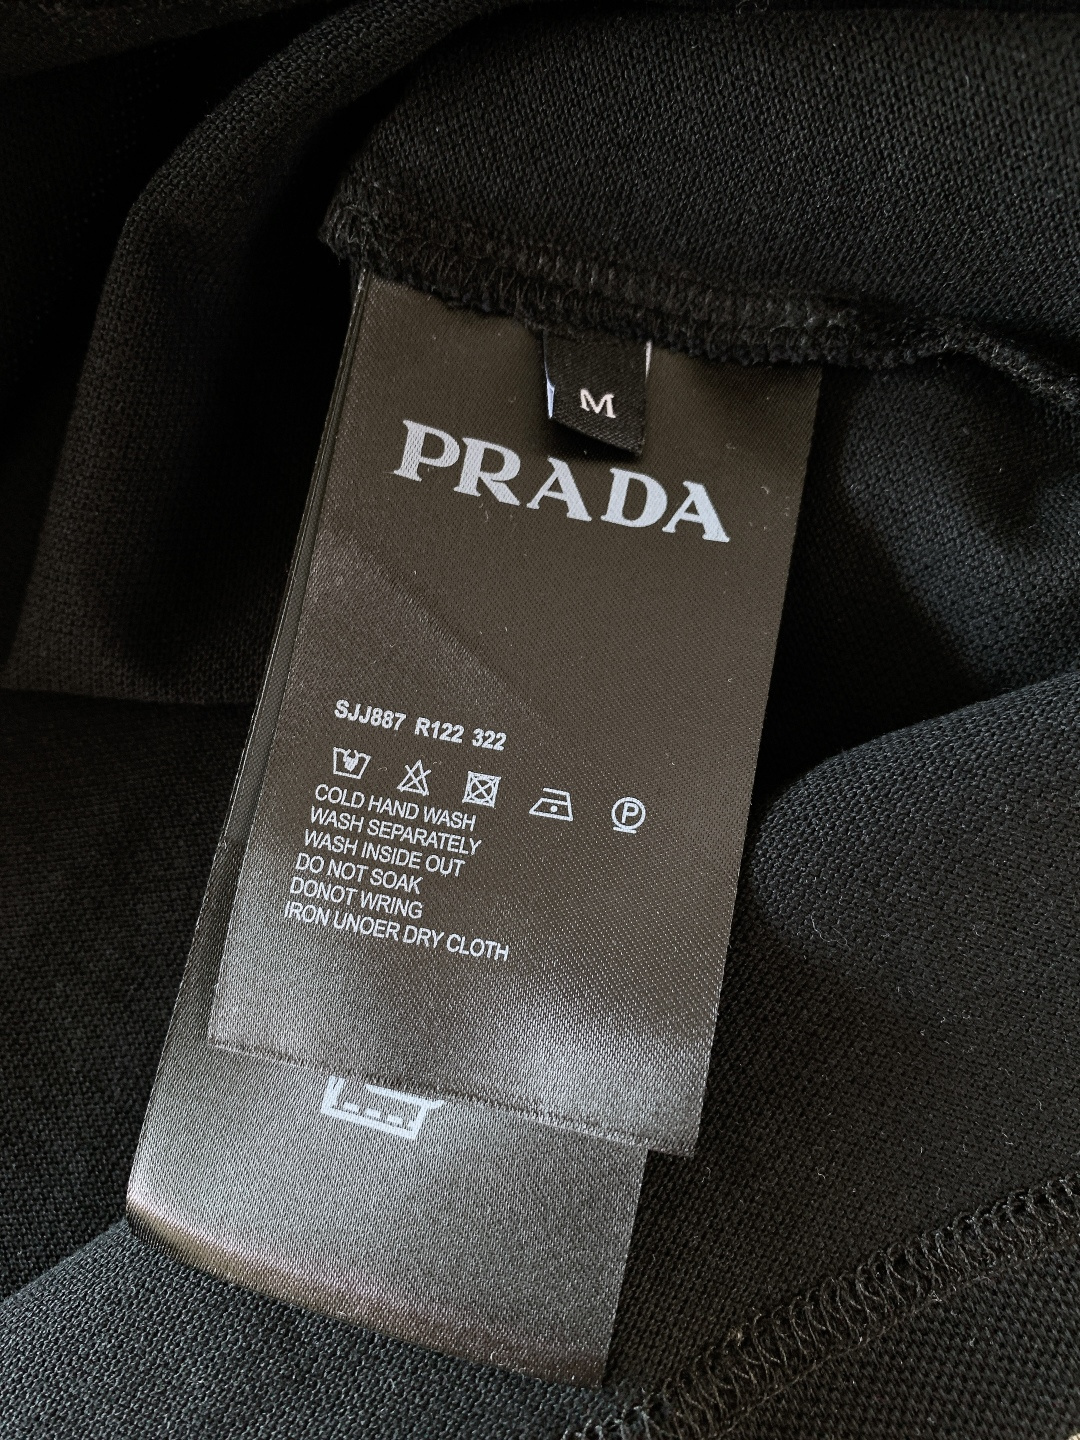 M
PRADA
SJJ887 R122 322
P
COLD HAND WASH
WASH SEPARATELY
WASH INSIDE OUT
DO NOT SOAK
DONOT WRING
IRON UNOER DRY CLOTH